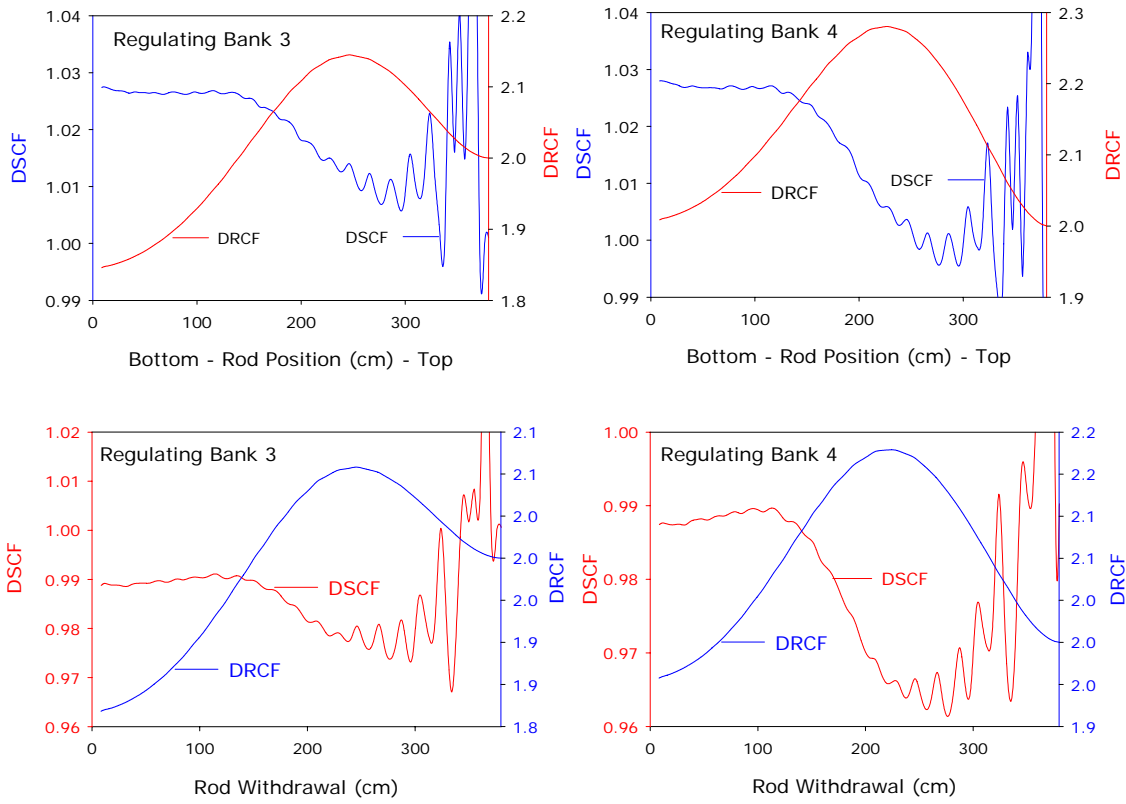 Regulating Bank 3
1.04
1.03
1.02
1.01
1.00
0.99
DSCF
2.2
2.1
2.0
1.9
1.8
DRCF
DRCF
DSCF
0
100
200
300
Bottom - Rod Position (cm) - Top
Regulating Bank 4
1.04
1.03
1.02
1.01
1.00
0.99
DSCF
2.3
2.2
2.1
2.0
1.9
DRCF
DSCF
DRCF
0
100
200
300
Bottom - Rod Position (cm) - Top
Regulating Bank 3
1.02
1.01
1.00
0.99
0.98
0.97
0.96
DSCF
2.1
2.1
2.0
2.0
2.0
1.9
1.9
1.8
DRCF
DSCF
DRCF
0
100
200
300
Rod Withdrawal (cm)
Regulating Bank 4
1.00
0.99
0.98
0.97
0.96
DSCF
2.2
2.2
2.1
2.1
2.0
2.0
2.0
1.9
DRCF
DSCF
DRCF
0
100
200
300
Rod Withdrawal (cm)